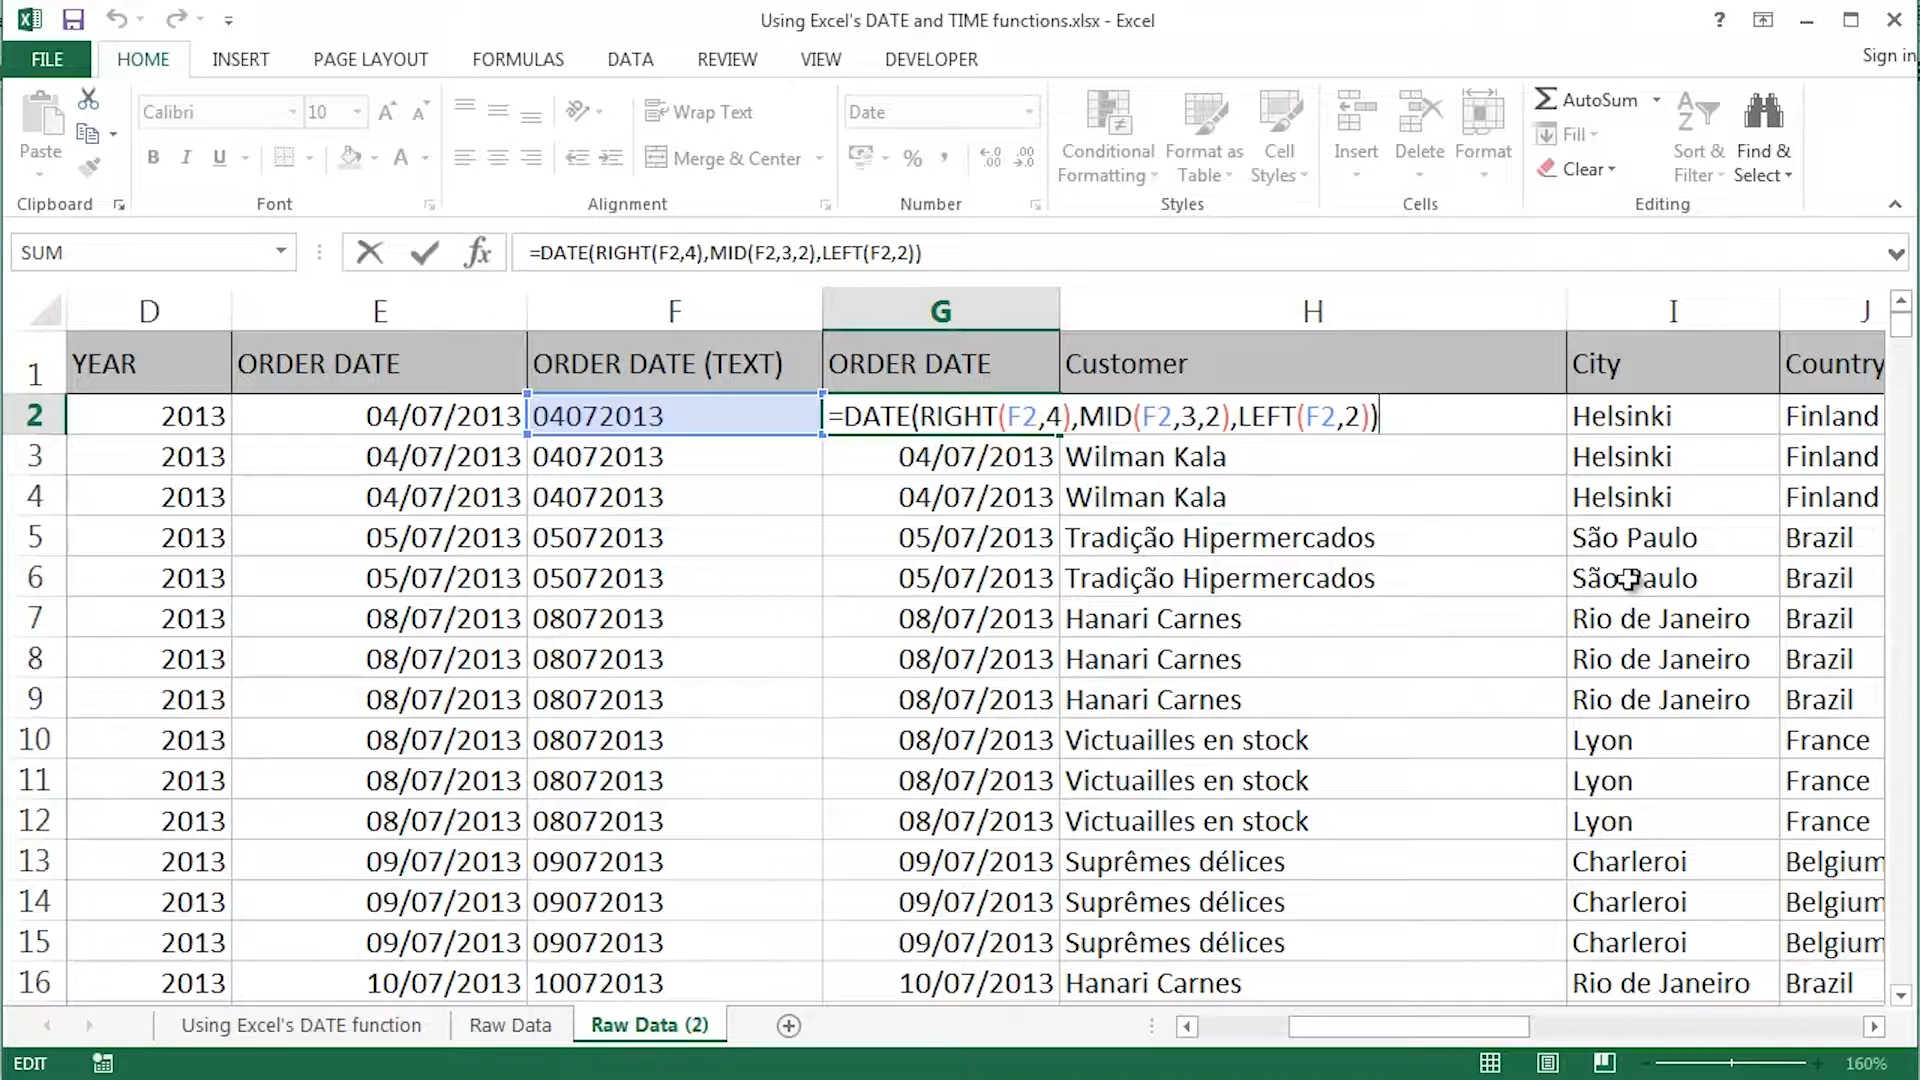 Using Excel's DATE and TIME functions.xlsx - Excel
?
FILE HOME INSERT PAGE LAYOUT FORMULAS DATA REVIEW VIEW DEVELOPER Sign in
Paste
Clipboard
Calibri 10
B I U
Font
Wrap Text
Merge & Center
Alignment
Date
%
Number
Conditional Formatting
Format as Table
Cell Styles
Styles
Insert Delete Format
Cells
AutoSum
Fill
Clear
Sort & Filter
Find & Select
Editing
SUM fx =DATE(RIGHT(F2,4),MID(F2,3,2),LEFT(F2,2))
D E F G H I J
1 YEAR ORDER DATE ORDER DATE (TEXT) ORDER DATE Customer City Country
2 2013 04/07/2013 04072013 =DATE(RIGHT(F2,4),MID(F2,3,2),LEFT(F2,2)) Helsinki Finland
3 2013 04/07/2013 04072013 04/07/2013 Wilman Kala Helsinki Finland
4 2013 04/07/2013 04072013 04/07/2013 Wilman Kala Helsinki Finland
5 2013 05/07/2013 05072013 05/07/2013 Tradição Hipermercados São Paulo Brazil
6 2013 05/07/2013 05072013 05/07/2013 Tradição Hipermercados São Paulo Brazil
7 2013 08/07/2013 08072013 08/07/2013 Hanari Carnes Rio de Janeiro Brazil
8 2013 08/07/2013 08072013 08/07/2013 Hanari Carnes Rio de Janeiro Brazil
9 2013 08/07/2013 08072013 08/07/2013 Hanari Carnes Rio de Janeiro Brazil
10 2013 08/07/2013 08072013 08/07/2013 Victuailles en stock Lyon France
11 2013 08/07/2013 08072013 08/07/2013 Victuailles en stock Lyon France
12 2013 08/07/2013 08072013 08/07/2013 Victuailles en stock Lyon France
13 2013 09/07/2013 09072013 09/07/2013 Suprêmes délices Charleroi Belgium
14 2013 09/07/2013 09072013 09/07/2013 Suprêmes délices Charleroi Belgium
15 2013 09/07/2013 09072013 09/07/2013 Suprêmes délices Charleroi Belgium
16 2013 10/07/2013 10072013 10/07/2013 Hanari Carnes Rio de Janeiro Brazil
Using Excel's DATE function Raw Data Raw Data (2)
EDIT 160%